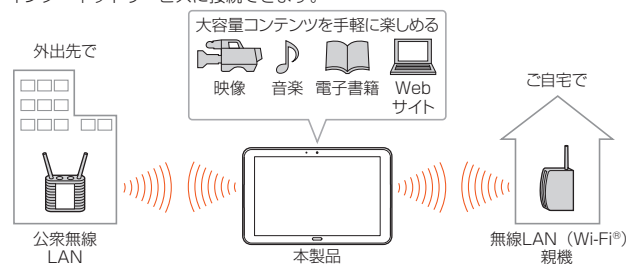 大容量コンテンツを手軽に楽しめる
映像 音楽 電子書籍 Web
サイト
外出先で
ご自宅で
公衆無線
LAN
本製品
無線LAN(Wi-Fi®)
親機